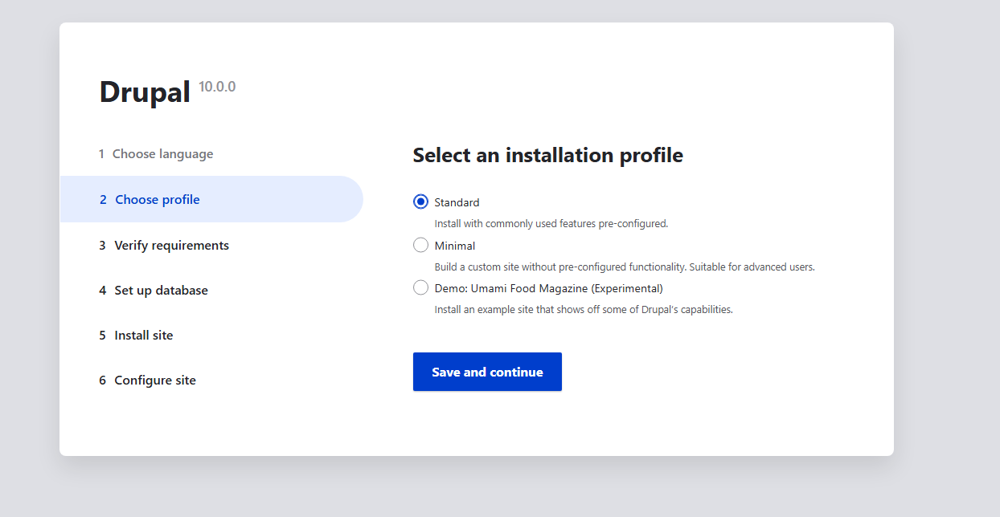 Drupal 10.0.0
1 Choose language
2 Choose profile
3 Verify requirements
4 Set up database
5 Install site
6 Configure site
Select an installation profile
Standard
Install with commonly used features pre-configured.
Minimal
Build a custom site without pre-configured functionality. Suitable for advanced users.
Demo: Umami Food Magazine (Experimental)
Install an example site that shows off some of Drupal's capabilities.
Save and continue